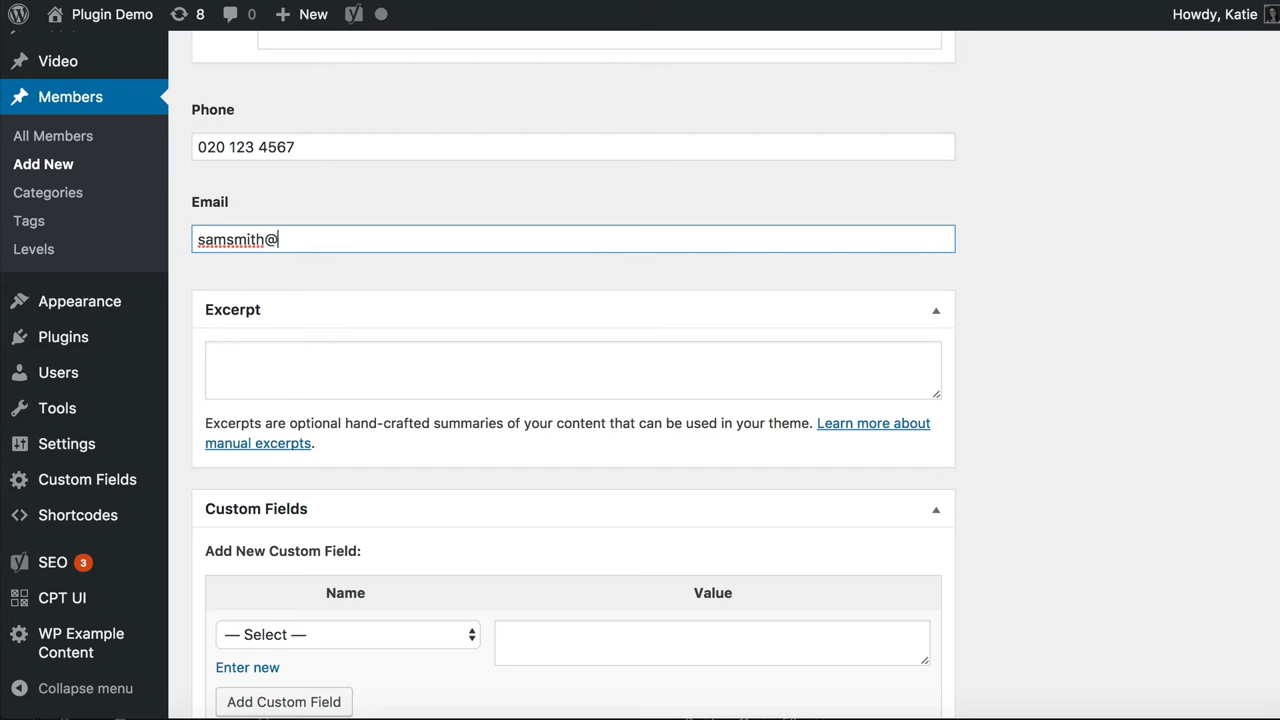 Plugin Demo 8 0 New Howdy, Katie
Video
Members
All Members
Add New
Categories
Tags
Levels
Appearance
Plugins
Users
Tools
Settings
Custom Fields
Shortcodes
SEO 3
CPT UI
WP Example
Content
Collapse menu
Phone
020 123 4567
Email
samsmith@
Excerpt
Excerpts are optional hand-crafted summaries of your content that can be used in your theme. Learn more about
manual excerpts.
Custom Fields
Add New Custom Field:
Name Value
— Select —
Enter new
Add Custom Field